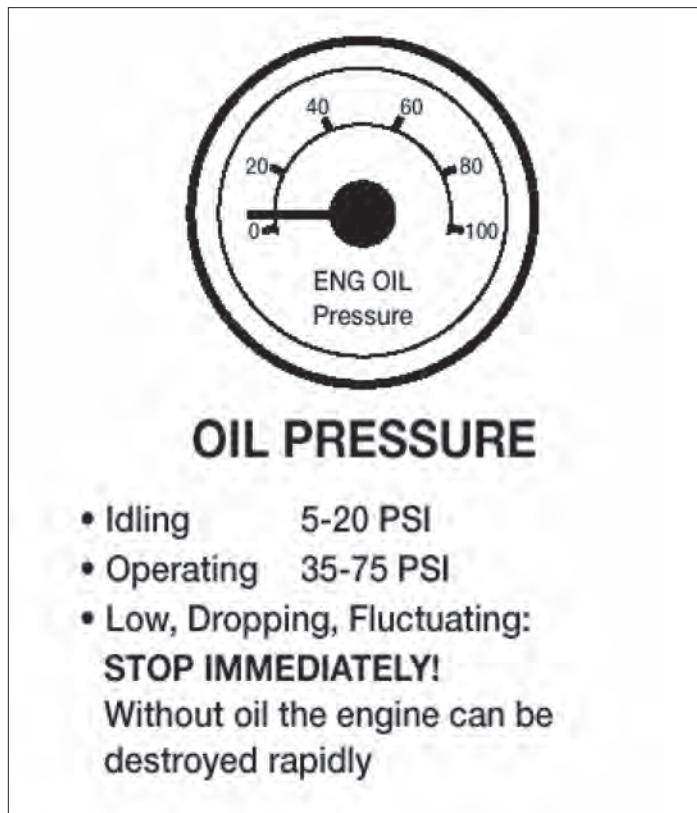 40 60
20 80
0 100
ENG OIL
Pressure
OIL PRESSURE
• Idling 5-20 PSI
• Operating 35-75 PSI
• Low, Dropping, Fluctuating:
STOP IMMEDIATELY!
Without oil the engine can be
destroyed rapidly